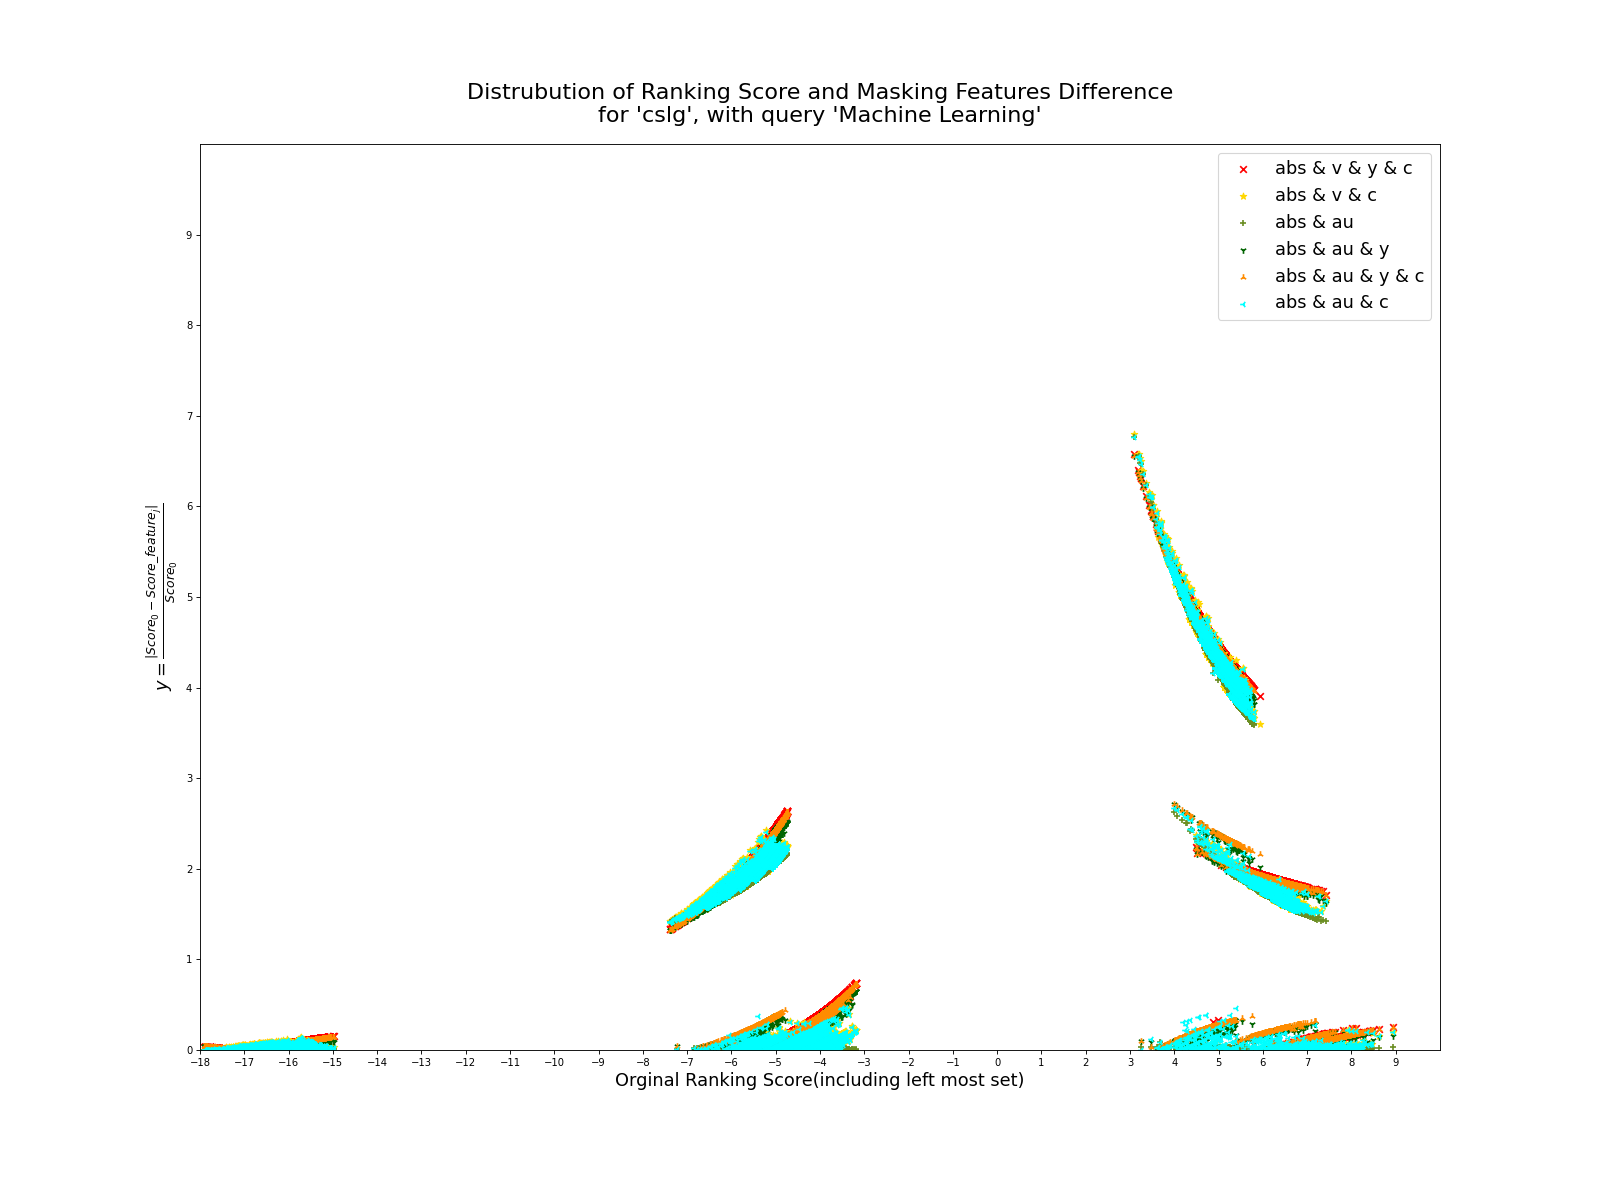 Distrubution of Ranking Score and Masking Features Difference
for 'cslg', with query 'Machine Learning'
abs & v & y & c
abs & v & c
abs & au
abs & au & y
abs & au & y & c
abs & au & c
9
8
7
6
5
4
3
2
1
0
y = |Score₀ − Score_featureⱼ| / Score₀
−18 −17 −16 −15 −14 −13 −12 −11 −10 −9 −8 −7 −6 −5 −4 −3 −2 −1 0 1 2 3 4 5 6 7 8 9
Orginal Ranking Score(including left most set)